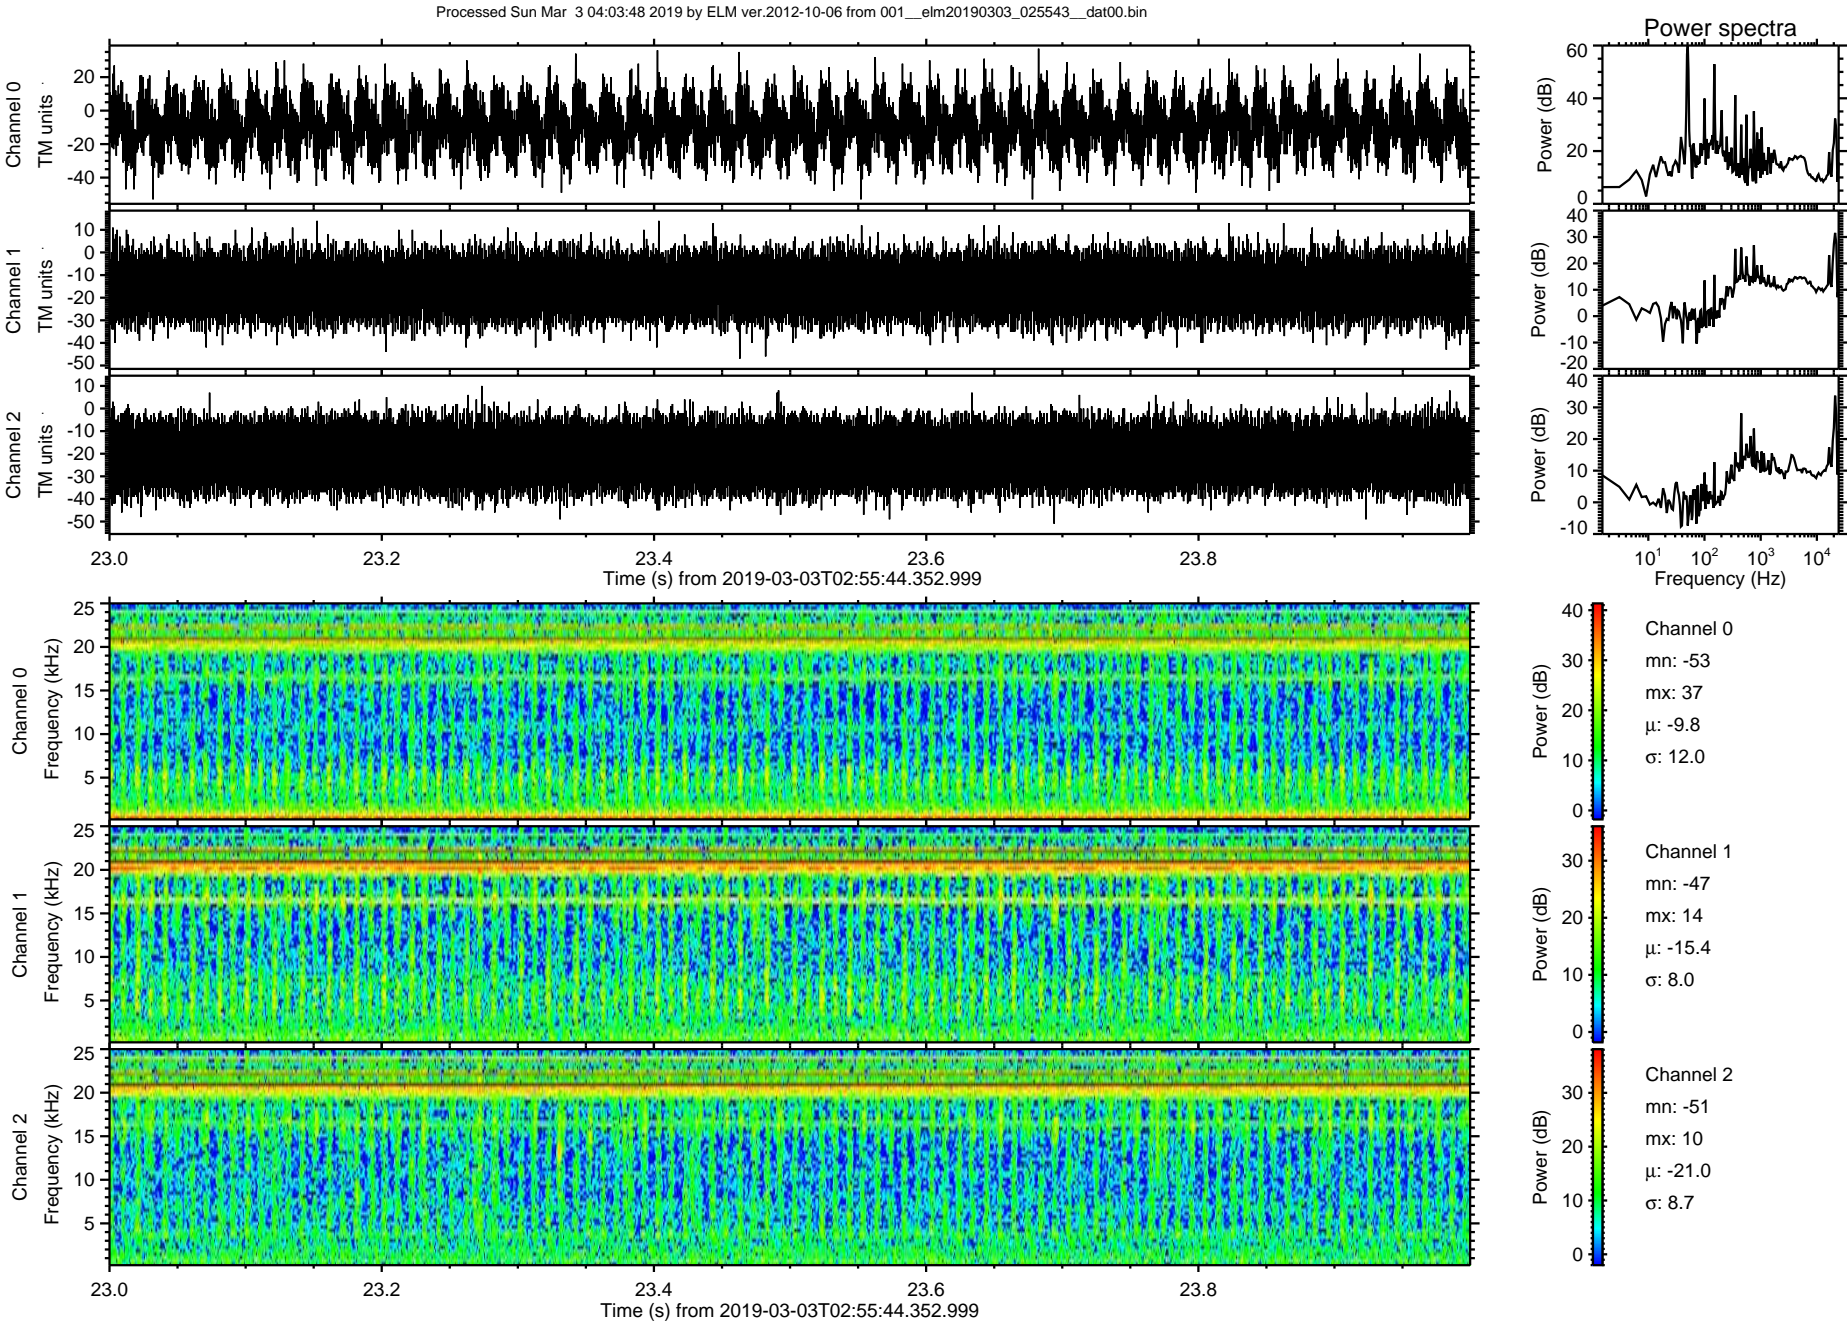 Processed Sun Mar  3 04:03:48 2019 by ELM ver.2012-10-06 from 001__elm20190303_025543__dat00.bin
Power spectra
Channel 0
TM units
20
0
-20
-40
Power (dB)
60
40
20
0
Channel 1
TM units
10
0
-10
-20
-30
-40
-50
Power (dB)
40
30
20
10
0
-10
-20
Channel 2
TM units
10
0
-10
-20
-30
-40
-50
Power (dB)
40
30
20
10
0
-10
23.0 23.2 23.4 23.6 23.8
Time (s) from 2019-03-03T02:55:44.352.999
10¹ 10² 10³ 10⁴
Frequency (Hz)
Channel 0
Frequency (kHz)
25
20
15
10
5
Power (dB)
40
30
20
10
0
Channel 0
mn: -53
mx: 37
μ: -9.8
σ: 12.0
Channel 1
Frequency (kHz)
25
20
15
10
5
Power (dB)
30
20
10
0
Channel 1
mn: -47
mx: 14
μ: -15.4
σ: 8.0
Channel 2
Frequency (kHz)
25
20
15
10
5
Power (dB)
30
20
10
0
Channel 2
mn: -51
mx: 10
μ: -21.0
σ: 8.7
23.0 23.2 23.4 23.6 23.8
Time (s) from 2019-03-03T02:55:44.352.999